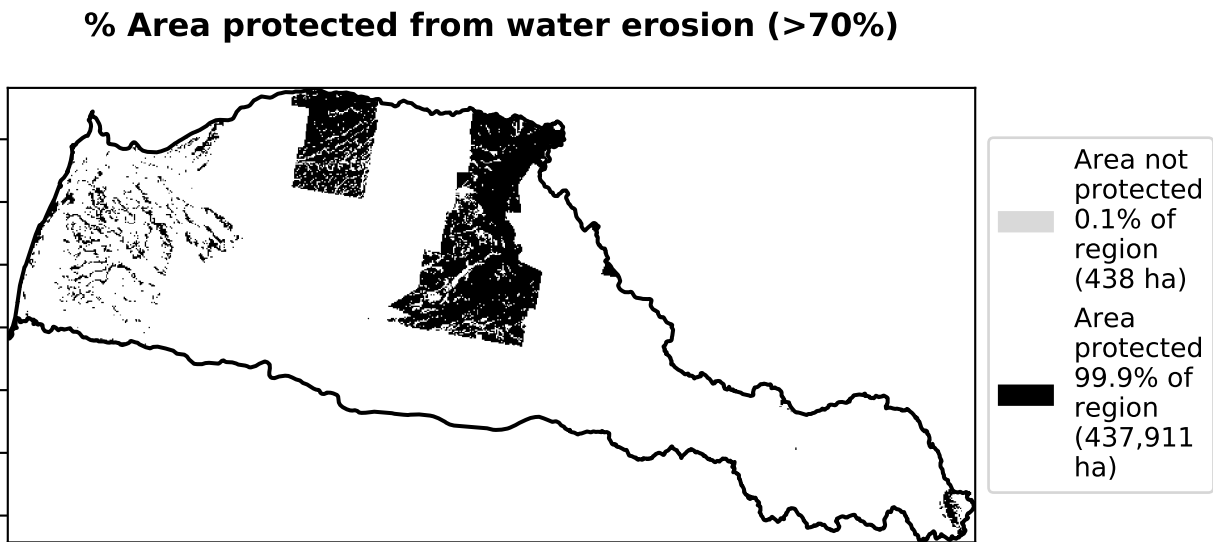 % Area protected from water erosion (>70%)
Area not
protected
0.1% of
region
(438 ha)
Area
protected
99.9% of
region
(437,911
ha)